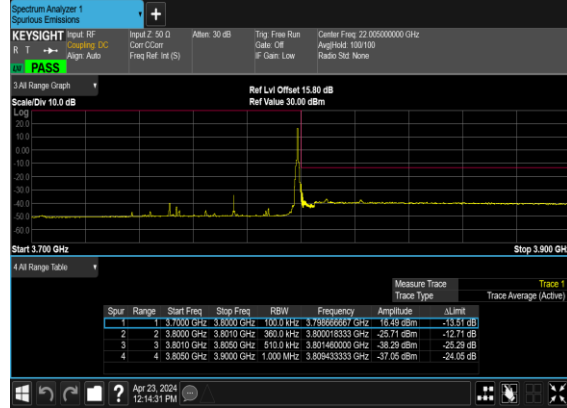 Spectrum Analyzer 1
Spurious Emissions
+
KEYSIGHT Input: RF Input Z: 50 Ω Atten: 30 dB Trig: Free Run Center Freq: 22.005000000 GHz
R T Coupling: DC Corr CCorr Gate: Off Avg|Hold: 100/100
Align: Auto Freq Ref: Int (S) IF Gain: Low Radio Std: None
LW PASS
3 All Range Graph Ref Lvl Offset 15.80 dB
Scale/Div 10.0 dB Ref Value 30.00 dBm
Log
20.0
10.0
0.00
-10.0
-20.0
-30.0
-40.0
-50.0
-60.0
Start 3.700 GHz Stop 3.900 GHz
4 All Range Table
Measure Trace Trace 1
Trace Type Trace Average (Active)
Spur Range Start Freq Stop Freq RBW Frequency Amplitude ΔLimit
1 1 3.7000 GHz 3.8000 GHz 100.0 kHz 3.798666667 GHz 16.49 dBm -13.51 dB
2 2 3.8000 GHz 3.8010 GHz 360.0 kHz 3.800018333 GHz -25.71 dBm -12.71 dB
3 3 3.8010 GHz 3.8050 GHz 510.0 kHz 3.801460000 GHz -38.29 dBm -25.29 dB
4 4 3.8050 GHz 3.9000 GHz 1.000 MHz 3.809433333 GHz -37.05 dBm -24.05 dB
? Apr 23, 2024
12:14:31 PM